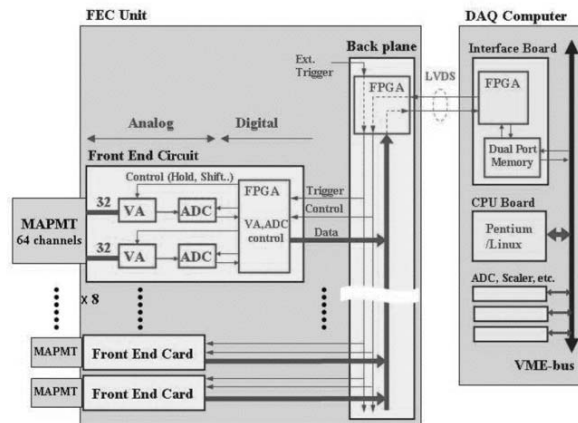 FEC Unit
DAQ Computer
Back plane
Interface Board
Ext.
Trigger
LVDS
FPGA
FPGA
Analog
Digital
Dual Port
Memory
Front End Circuit
Control (Hold, Shift..)
FPGA
Trigger
Control
CPU Board
32
VA
ADC
MAPMT
64 channels
VA,ADC
control
Pentium
/Linux
Data
32
VA
ADC
ADC, Scaler, etc.
x 8
MAPMT
Front End Card
VME-bus
MAPMT
Front End Card